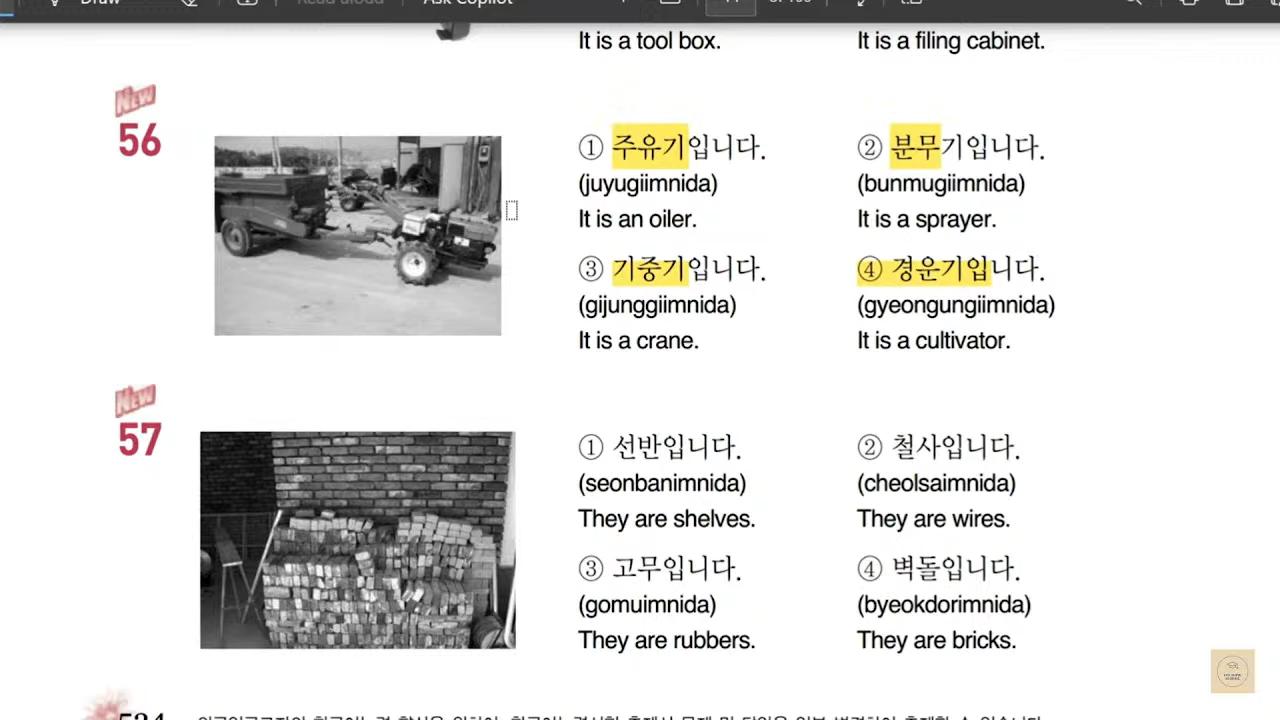 Draw
Read aloud
Ask Copilot
It is a tool box.
It is a filing cabinet.
NEW
56
① 주유기입니다.
(juyugiimnida)
It is an oiler.
② 분무기입니다.
(bunmugiimnida)
It is a sprayer.
③ 기중기입니다.
(gijunggiimnida)
It is a crane.
④ 경운기입니다.
(gyeongungiimnida)
It is a cultivator.
NEW
57
① 선반입니다.
(seonbanimnida)
They are shelves.
② 철사입니다.
(cheolsaimnida)
They are wires.
③ 고무입니다.
(gomuimnida)
They are rubbers.
④ 벽돌입니다.
(byeokdorimnida)
They are bricks.